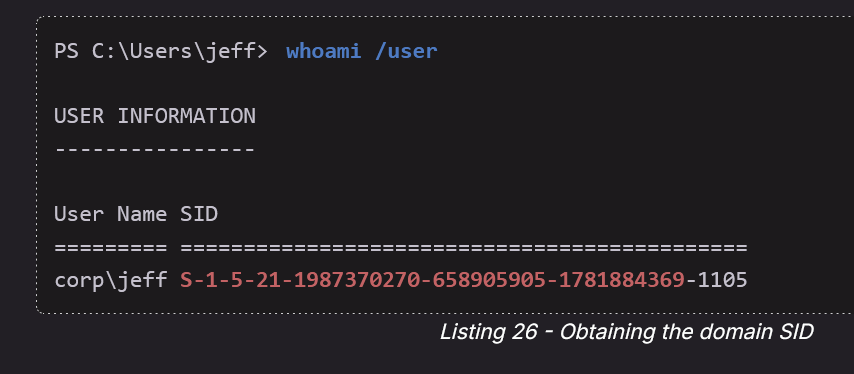 PS C:\Users\jeff> whoami /user
USER INFORMATION
----------------
User Name SID
========= =============================================
corp\jeff S-1-5-21-1987370270-658905905-1781884369-1105
Listing 26 - Obtaining the domain SID